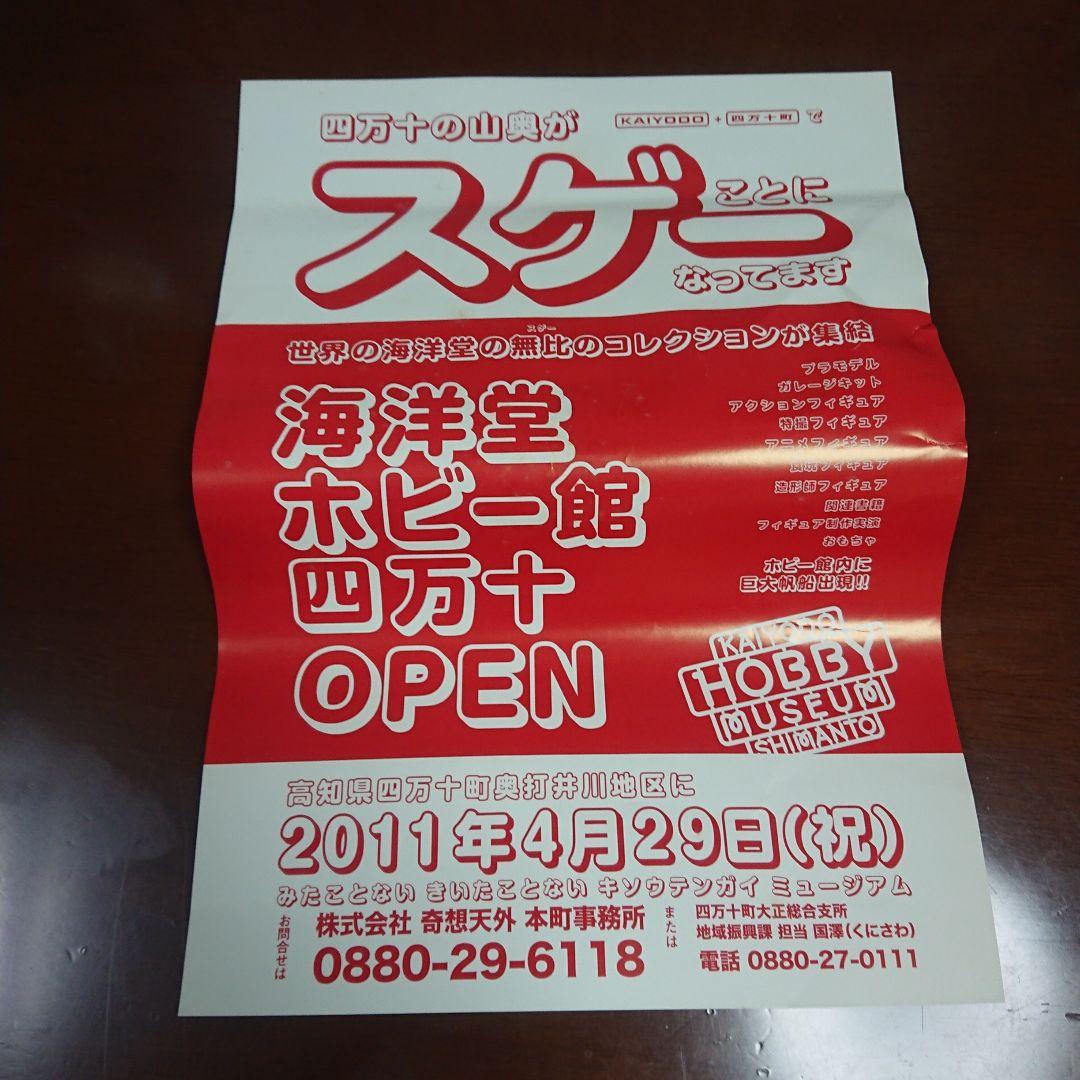 四万十の山奥が
KAIYODO + 四万十町 で
スゲー
ことに
なってます
スゲー
世界の海洋堂の無比のコレクションが集結
海洋堂
ホビー館
四万十
OPEN
プラモデル
ガレージキット
アクションフィギュア
特撮フィギュア
アニメフィギュア
食玩フィギュア
造形師フィギュア
関連書籍
フィギュア制作実演
おもちゃ
ホビー館内に
巨大帆船出現!!
KAIYODO
HOBBY
MUSEUM
SHIMANTO
高知県四万十町奥打井川地区に
2011年4月29日(祝)
みたことない きいたことない キソウテンガイ ミュージアム
お問合せは
株式会社 奇想天外 本町事務所
0880-29-6118
または
四万十町大正総合支所
地域振興課 担当 国澤(くにさわ)
電話 0880-27-0111